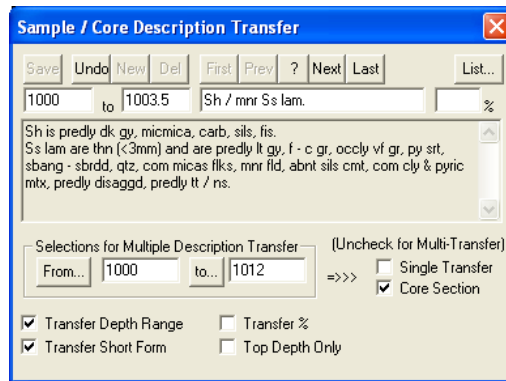 Sample / Core Description Transfer
Save Undo New Del First Prev ? Next Last List...
1000 to 1003.5 Sh / mnr Ss lam. %
Sh is predly dk gy, micmica, carb, sils, fis.
Ss lam are thn (<3mm) and are predly lt gy, f - c gr, occly vf gr, py srt,
sbang - sbrdd, qtz, com micas flks, mnr fld, abnt sils cmt, com cly & pyric
mtx, predly disaggd, predly tt / ns.
Selections for Multiple Description Transfer (Uncheck for Multi-Transfer)
From... 1000 to... 1012 =>>> Single Transfer
Core Section
Transfer Depth Range Transfer %
Transfer Short Form Top Depth Only